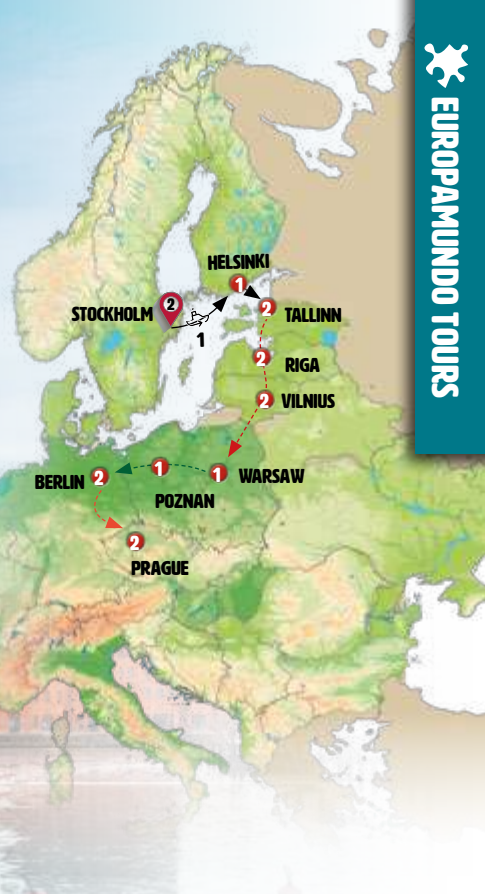 EUROPAMUNDO TOURS
HELSINKI
1
STOCKHOLM 2
2 TALLINN
1
2 RIGA
2 VILNIUS
BERLIN 2
1
1 WARSAW
POZNAN
2
PRAGUE